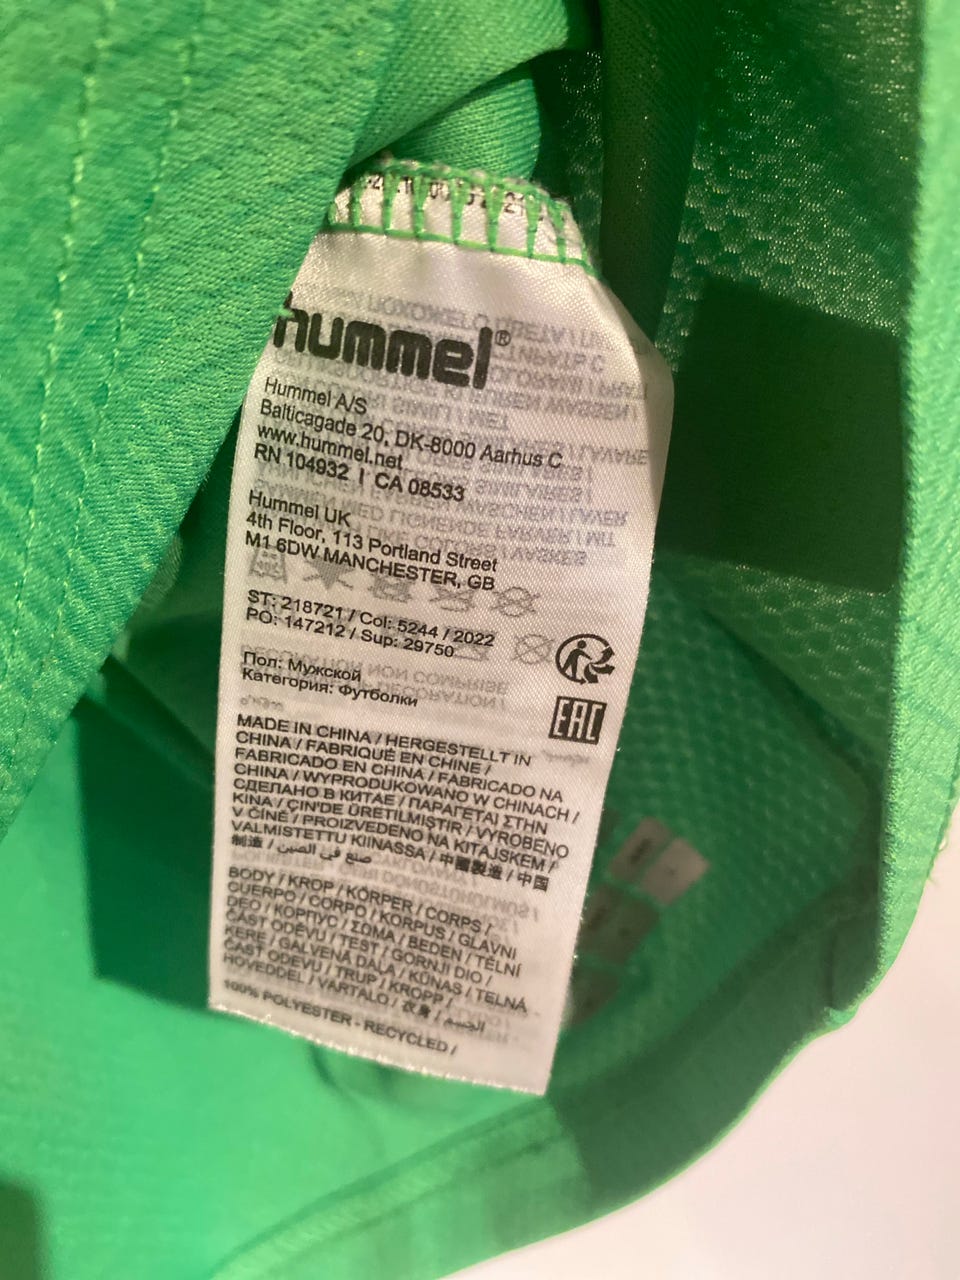 hummel®
Hummel A/S
Balticagade 20, DK-8000 Aarhus C
www.hummel.net
RN 104932 | CA 08533
Hummel UK
4th Floor, 113 Portland Street
M1 6DW MANCHESTER, GB
ST: 218721 / Col: 5244 / 2022
PO: 147212 / Sup: 29750
Пол: Мужской
Категория: Футболки
EAC
MADE IN CHINA / HERGESTELLT IN
CHINA / FABRIQUÉ EN CHINE /
FABRICADO EN CHINA / FABRICADO NA
CHINA / WYPRODUKOWANO W CHINACH /
СДЕЛАНО В КИТАЕ / ΠΑΡΑΓΕΤΑΙ ΣΤΗΝ
ΚΙΝΑ / ÇIN'DE ÜRETILMIŞTIR / VYROBENO
V ČÍNĚ / PROIZVEDENO NA KITAJSKEM /
VALMISTETTU KIINASSA / 中國製造 / 中国
制造 / صنع في الصين
BODY / KROP / KÖRPER / CORPS /
CUERPO / CORPO / KORPUS / GLAVNI
DEO / КОРПУС / ΣΩΜΑ / BEDEN / TĚLNÍ
ČÁST ODĚVU / TEST / GORNJI DIO /
KERE / GALVENĀ DAĻA / KŪNAS / TELNÁ
ČASŤ ODEVU / TRUP / KROPP /
HOVEDDEL / VARTALO / 衣身 / الجسم
100% POLYESTER - RECYCLED /